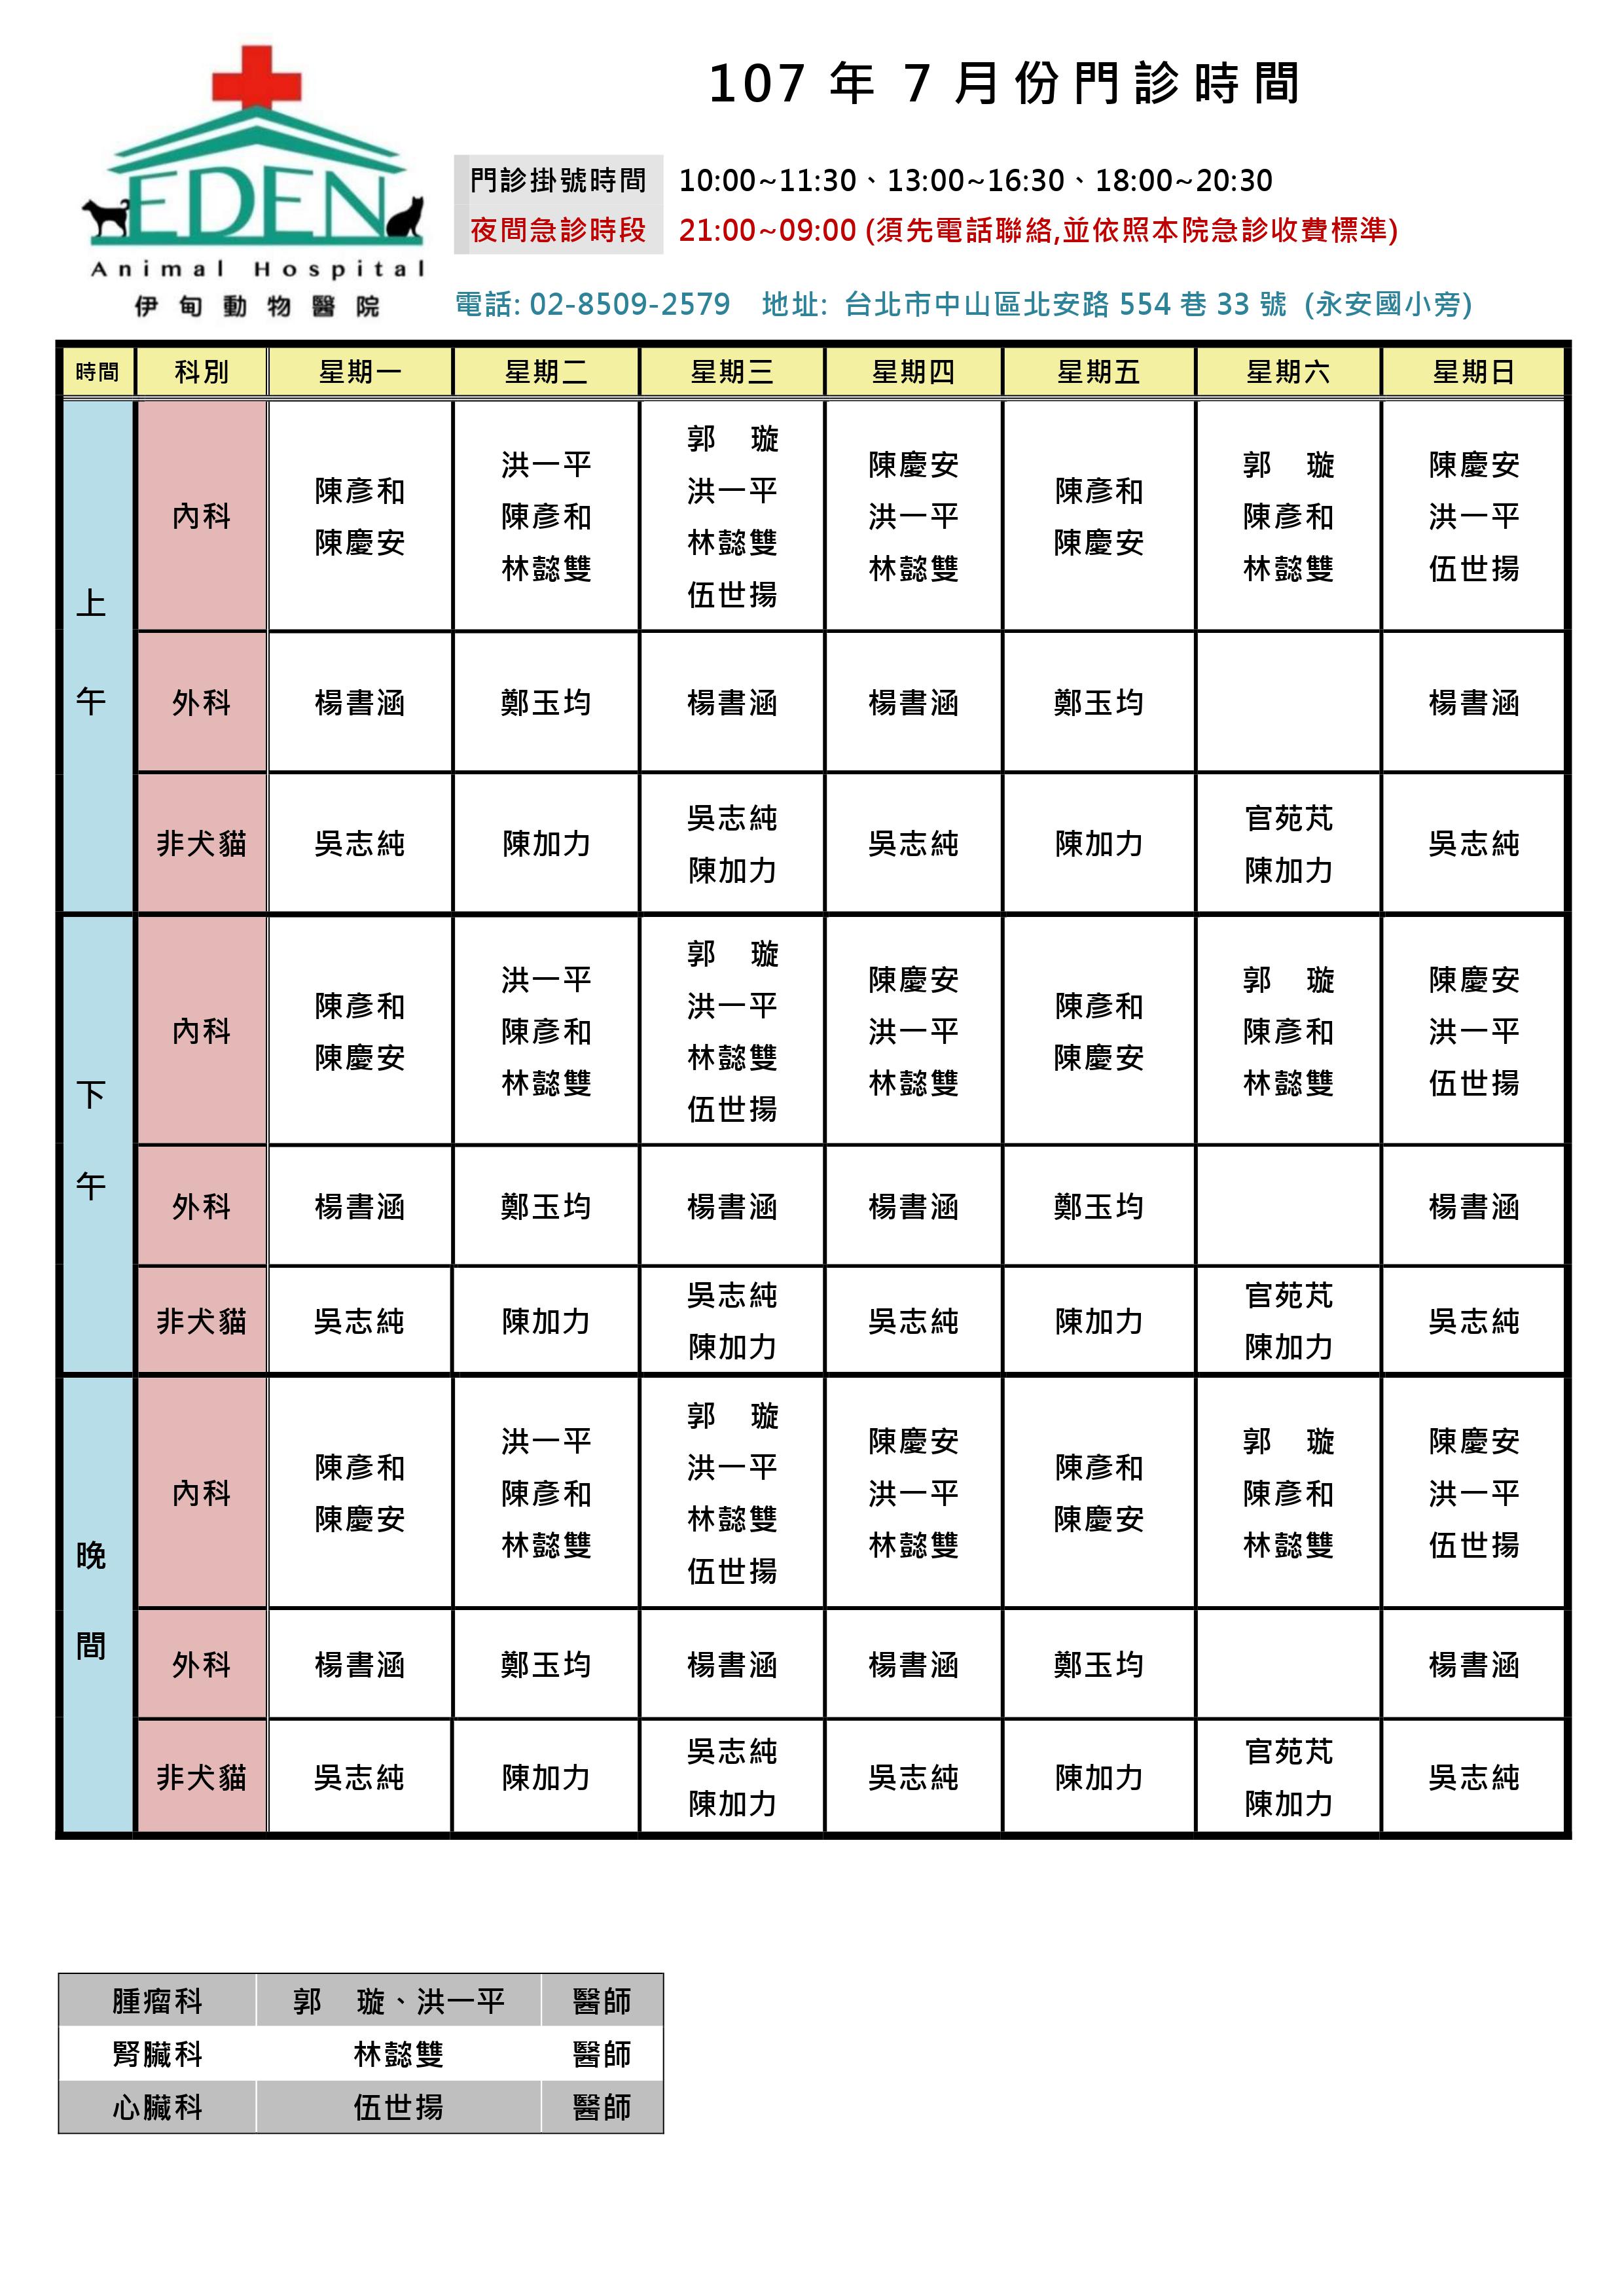 107 年 7 月份門診時間
EDEN
Animal Hospital
伊甸動物醫院
門診掛號時間 10:00~11:30、13:00~16:30、18:00~20:30
夜間急診時段 21:00~09:00 (須先電話聯絡,並依照本院急診收費標準)
電話: 02-8509-2579 地址: 台北市中山區北安路 554 巷 33 號 (永安國小旁)
時間 科別 星期一 星期二 星期三 星期四 星期五 星期六 星期日
上午
內科
陳彥和
陳慶安
洪一平
陳彥和
林懿雙
郭 璇
洪一平
林懿雙
伍世揚
陳慶安
洪一平
林懿雙
陳彥和
陳慶安
郭 璇
陳彥和
林懿雙
陳慶安
洪一平
伍世揚
外科 楊書涵 鄭玉均 楊書涵 楊書涵 鄭玉均 楊書涵
非犬貓
吳志純
陳加力
吳志純
陳加力
吳志純
陳加力
官苑芃
陳加力
吳志純
下午
內科
陳彥和
陳慶安
洪一平
陳彥和
林懿雙
郭 璇
洪一平
林懿雙
伍世揚
陳慶安
洪一平
林懿雙
陳彥和
陳慶安
郭 璇
陳彥和
林懿雙
陳慶安
洪一平
伍世揚
外科 楊書涵 鄭玉均 楊書涵 楊書涵 鄭玉均 楊書涵
非犬貓
吳志純
陳加力
吳志純
陳加力
吳志純
陳加力
官苑芃
陳加力
吳志純
晚間
內科
陳彥和
陳慶安
洪一平
陳彥和
林懿雙
郭 璇
洪一平
林懿雙
伍世揚
陳慶安
洪一平
林懿雙
陳彥和
陳慶安
郭 璇
陳彥和
林懿雙
陳慶安
洪一平
伍世揚
外科 楊書涵 鄭玉均 楊書涵 楊書涵 鄭玉均 楊書涵
非犬貓
吳志純
陳加力
吳志純
陳加力
吳志純
陳加力
官苑芃
陳加力
吳志純
腫瘤科 郭 璇、洪一平 醫師
腎臟科 林懿雙 醫師
心臟科 伍世揚 醫師